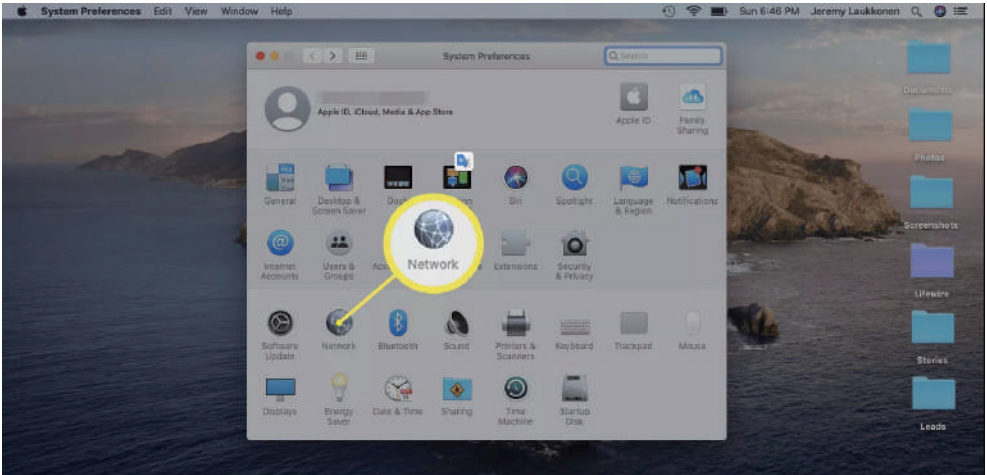 System Preferences Edit View Window Help
Sun 6:46 PM Jeremy Laukkonen
System Preferences
Search
Apple ID, iCloud, Media & App Store
Apple ID
Family
Sharing
General
Desktop &
Screen Saver
Siri
Spotlight
Language
& Region
Notifications
Internet
Accounts
Users &
Groups
Network
Extensions
Security
& Privacy
Software
Update
Network
Bluetooth
Sound
Printers &
Scanners
Keyboard
Trackpad
Mouse
Displays
Energy
Saver
Date & Time
Sharing
Time
Machine
Startup
Disk
Documents
Photos
Screenshots
Lifewire
Stories
Leads